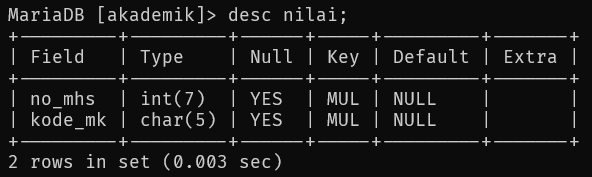 MariaDB [akademik]> desc nilai;
+---------+---------+------+-----+---------+-------+
| Field   | Type    | Null | Key | Default | Extra |
+---------+---------+------+-----+---------+-------+
| no_mhs  | int(7)  | YES  | MUL | NULL    |       |
| kode_mk | char(5) | YES  | MUL | NULL    |       |
+---------+---------+------+-----+---------+-------+
2 rows in set (0.003 sec)